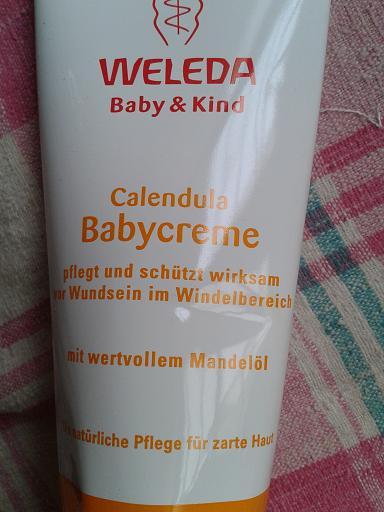 WELEDA
Baby & Kind
Calendula
Babycreme
pflegt und schützt wirksam
vor Wundsein im Windelbereich
mit wertvollem Mandelöl
natürliche Pflege für zarte Haut